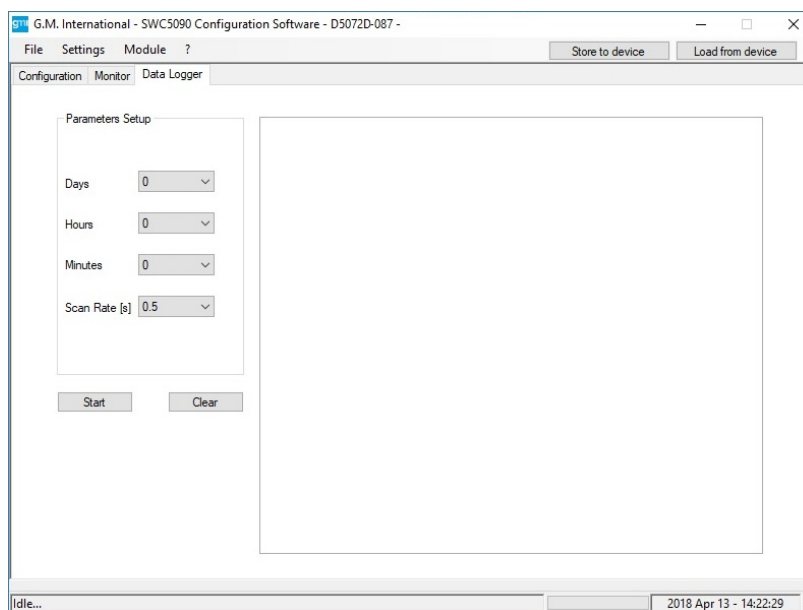 gmi G.M. International - SWC5090 Configuration Software - D5072D-087 -
File Settings Module ? Store to device Load from device
Configuration Monitor Data Logger
Parameters Setup
Days 0
Hours 0
Minutes 0
Scan Rate [s] 0.5
Start Clear
Idle... 2018 Apr 13 - 14:22:29